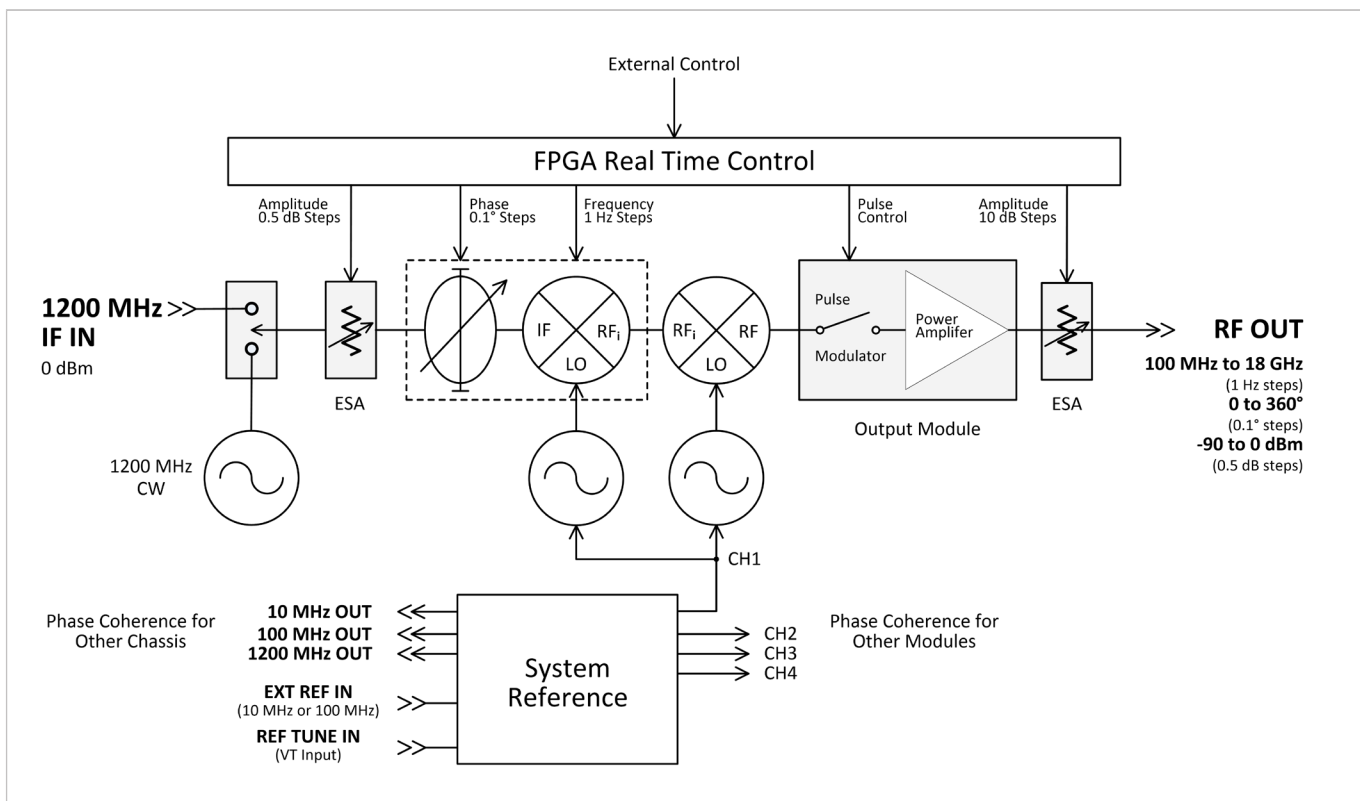 External Control
FPGA Real Time Control
Amplitude
0.5 dB Steps
Phase
0.1° Steps
Frequency
1 Hz Steps
Pulse
Control
Amplitude
10 dB Steps
1200 MHz
IF IN
0 dBm
ESA
IF
RFi
LO
RFi
RF
LO
Pulse
Modulator
Power
Amplifer
Output Module
ESA
RF OUT
100 MHz to 18 GHz
(1 Hz steps)
0 to 360°
(0.1° steps)
-90 to 0 dBm
(0.5 dB steps)
1200 MHz
CW
CH1
Phase Coherence for
Other Chassis
10 MHz OUT
100 MHz OUT
1200 MHz OUT
EXT REF IN
(10 MHz or 100 MHz)
REF TUNE IN
(VT Input)
System
Reference
CH2
CH3
CH4
Phase Coherence for
Other Modules